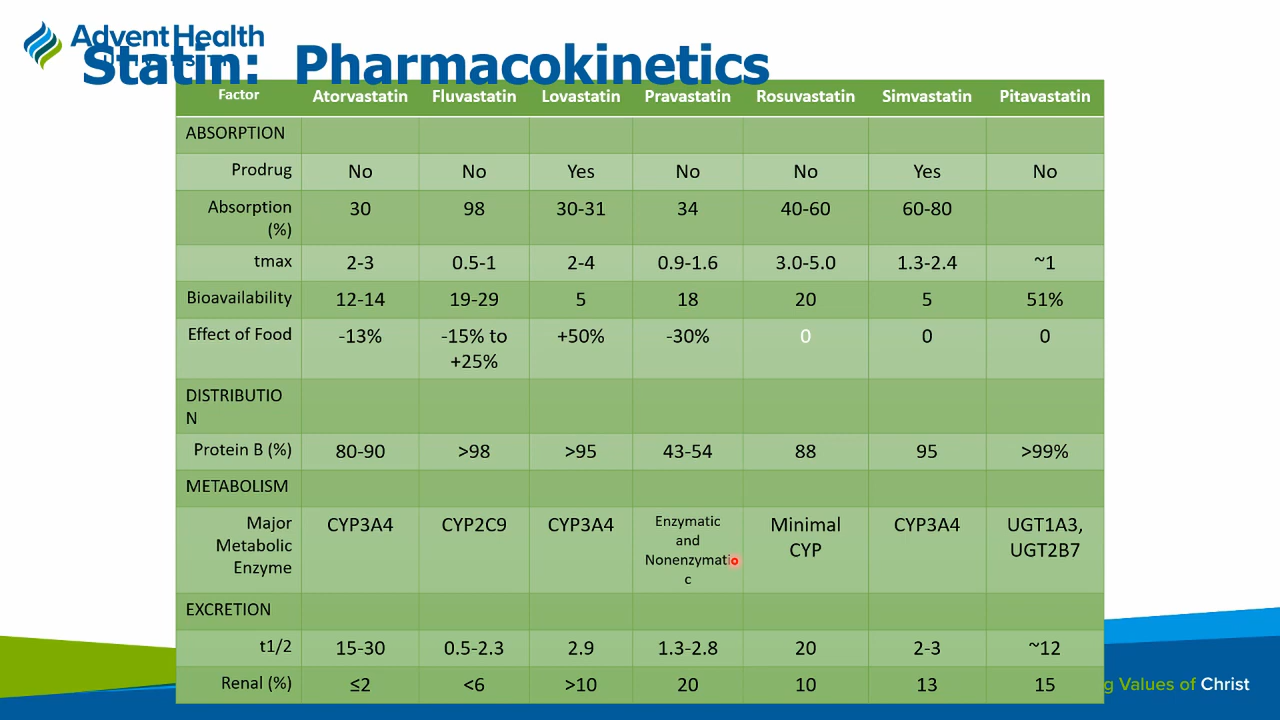 Advent Health
Statin: Pharmacokinetics
Factor Atorvastatin Fluvastatin Lovastatin Pravastatin Rosuvastatin Simvastatin Pitavastatin
ABSORPTION
Prodrug No No Yes No No Yes No
Absorption (%) 30 98 30-31 34 40-60 60-80
tmax 2-3 0.5-1 2-4 0.9-1.6 3.0-5.0 1.3-2.4 ~1
Bioavailability 12-14 19-29 5 18 20 5 51%
Effect of Food -13% -15% to +25% +50% -30% 0 0 0
DISTRIBUTIO
N
Protein B (%) 80-90 >98 >95 43-54 88 95 >99%
METABOLISM
Major Metabolic Enzyme CYP3A4 CYP2C9 CYP3A4 Enzymatic and Nonenzymatic Minimal CYP CYP3A4 UGT1A3, UGT2B7
EXCRETION
t1/2 15-30 0.5-2.3 2.9 1.3-2.8 20 2-3 ~12
Renal (%) ≤2 <6 >10 20 10 13 15
g Values of Christ